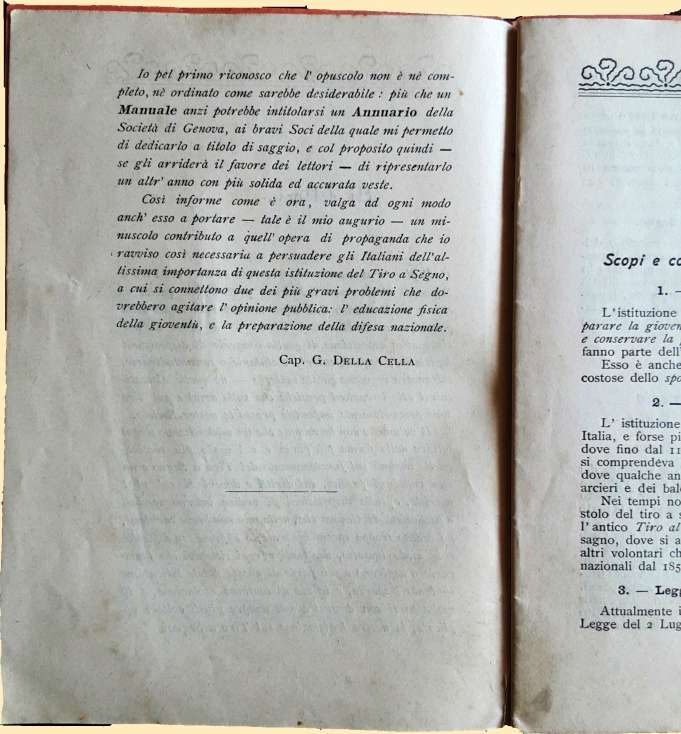 Io pel primo riconosco che l' opuscolo non è nè com-
pleto, nè ordinato come sarebbe desiderabile : più che un
Manuale anzi potrebbe intitolarsi un Annuario della
Società di Genova, ai bravi Soci della quale mi permetto
di dedicarlo a titolo di saggio, e col proposito quindi —
se gli arriderà il favore dei lettori — di ripresentarlo
un altr' anno con più solida ed accurata veste.
Così informe come è ora, valga ad ogni modo
anch' esso a portare — tale è il mio augurio — un mi-
nuscolo contributo a quell' opera di propaganda che io
ravviso così necessaria a persuadere gli Italiani dell'al-
tissima importanza di questa istituzione del Tiro a Segno,
a cui si connettono due dei più gravi problemi che do-
vrebbero agitare l' opinione pubblica: l' educazione fisica
della gioventù, e la preparazione della difesa nazionale.
Cap. G. DELLA CELLA
Scopi e co
1. -
L'istituzione
parare la gioven
e conservare la
fanno parte dell'
Esso è anche
costose dello spo
2. —
L' istituzione
Italia, e forse pi
dove fino dal 11
si comprendeva
dove qualche an
arcieri e dei bal
Nei tempi no
stolo del tiro a s
l' antico Tiro al
sagno, dove si a
altri volontari ch
nazionali dal 185
3. — Legg
Attualmente i
Legge del 2 Lug